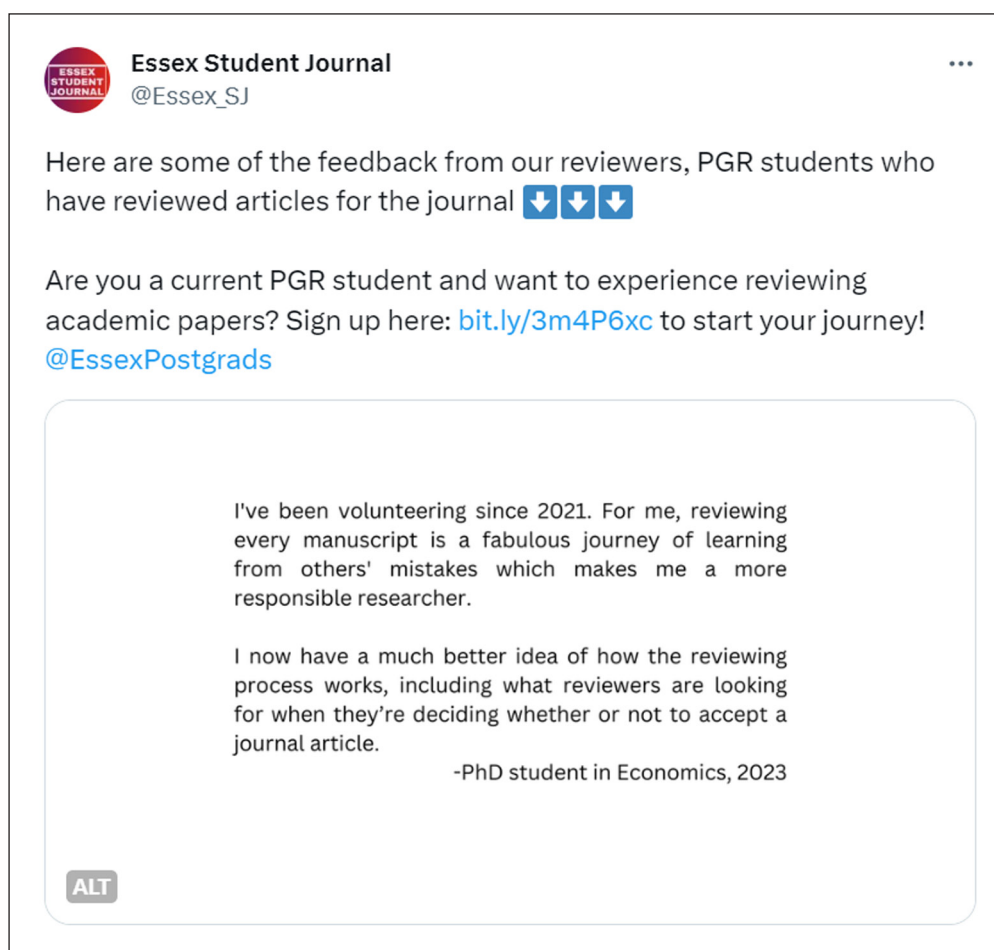 ESSEX
STUDENT
JOURNAL
Essex Student Journal
@Essex_SJ
Here are some of the feedback from our reviewers, PGR students who
have reviewed articles for the journal ⬇️⬇️⬇️
Are you a current PGR student and want to experience reviewing
academic papers? Sign up here: bit.ly/3m4P6xc to start your journey!
@EssexPostgrads
I've been volunteering since 2021. For me, reviewing
every manuscript is a fabulous journey of learning
from others' mistakes which makes me a more
responsible researcher.
I now have a much better idea of how the reviewing
process works, including what reviewers are looking
for when they’re deciding whether or not to accept a
journal article.
-PhD student in Economics, 2023
ALT